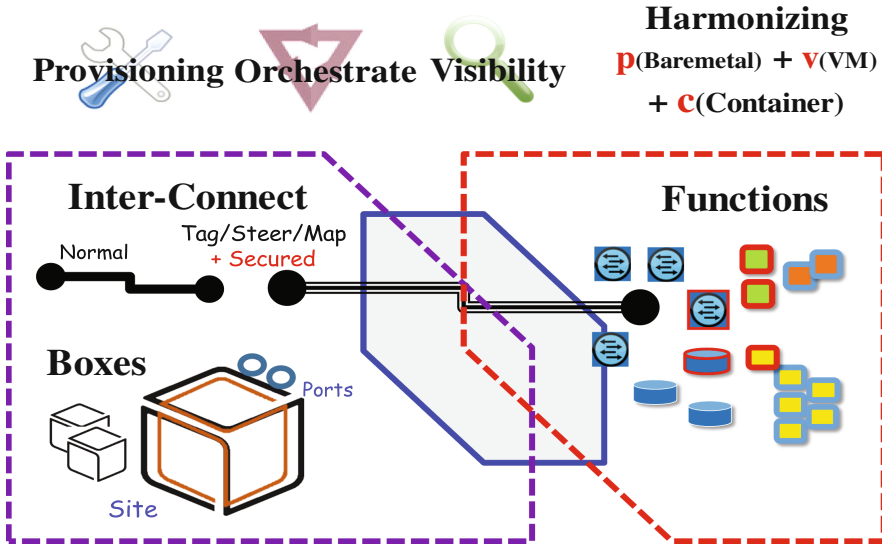 Provisioning Orchestrate Visibility
Harmonizing
p(Baremetal) + v(VM)
+ c(Container)
Inter-Connect
Functions
Normal
Tag/Steer/Map
+ Secured
Boxes
Ports
Site